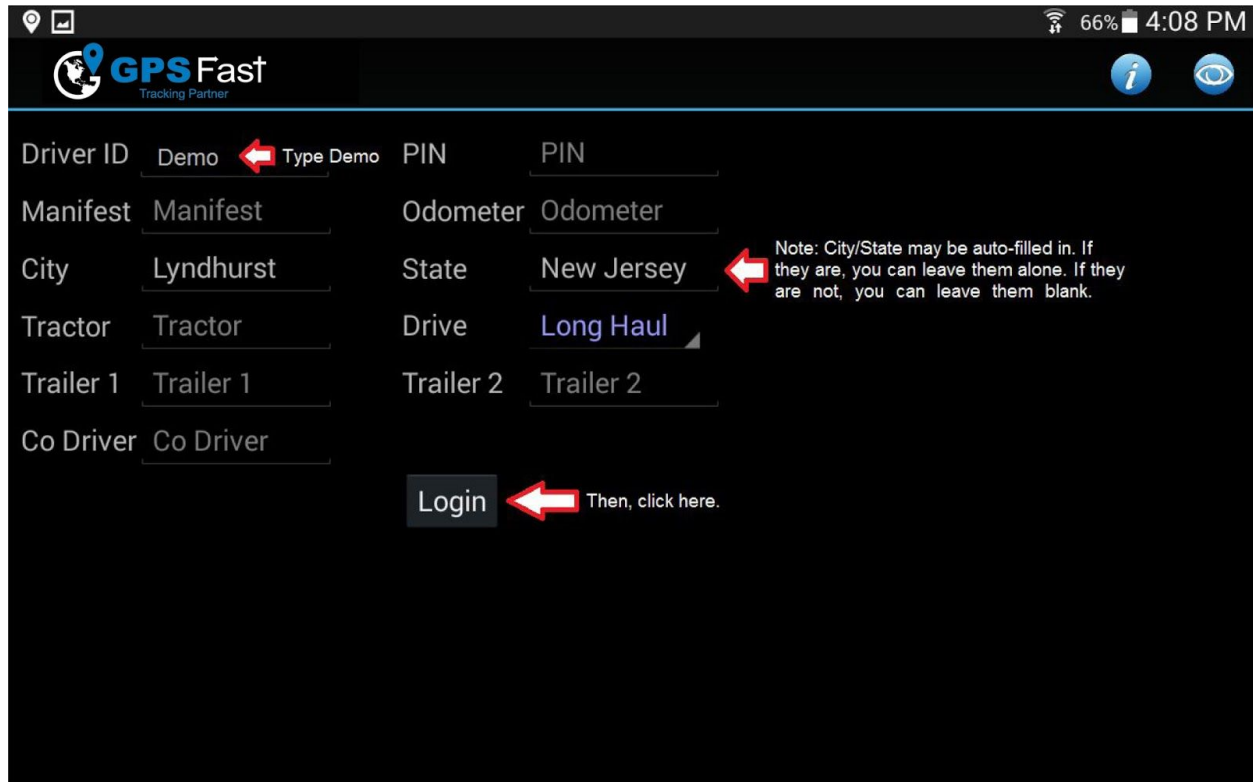 66% 4:08 PM
GPS Fast
Tracking Partner
i
Driver ID Demo Type Demo PIN PIN
Manifest Manifest Odometer Odometer
City Lyndhurst State New Jersey
Note: City/State may be auto-filled in. If
they are, you can leave them alone. If they
are not, you can leave them blank.
Tractor Tractor Drive Long Haul
Trailer 1 Trailer 1 Trailer 2 Trailer 2
Co Driver Co Driver
Login Then, click here.